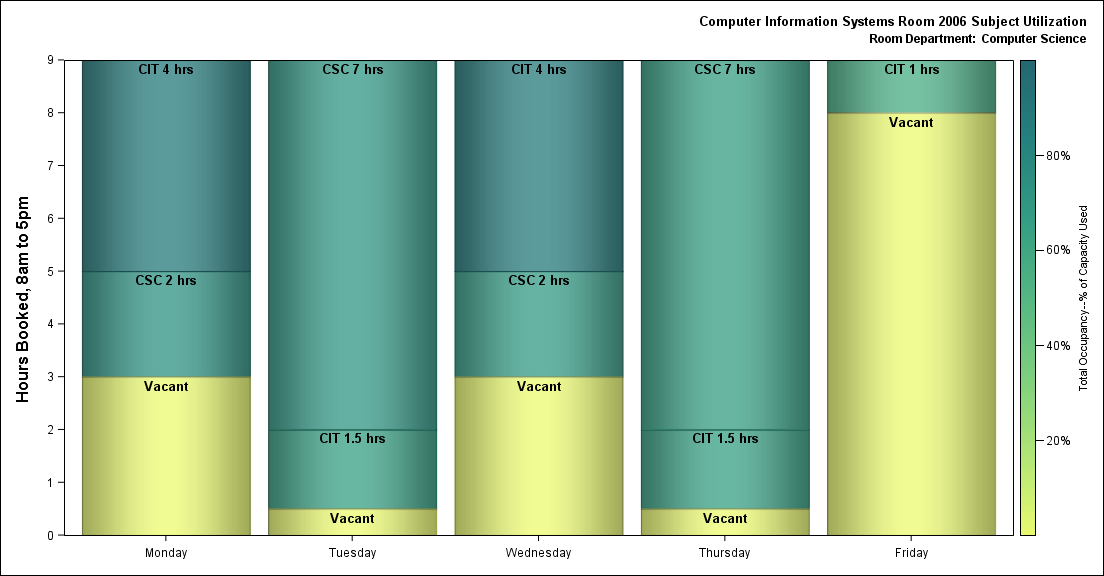 Computer Information Systems Room 2006 Subject Utilization
Room Department: Computer Science
Hours Booked, 8am to 5pm
9
8
7
6
5
4
3
2
1
0
CIT 4 hrs
CSC 2 hrs
Vacant
CSC 7 hrs
CIT 1.5 hrs
Vacant
CIT 4 hrs
CSC 2 hrs
Vacant
CSC 7 hrs
CIT 1.5 hrs
Vacant
CIT 1 hrs
Vacant
Monday
Tuesday
Wednesday
Thursday
Friday
80%
60%
40%
20%
Total Occupancy--% of Capacity Used